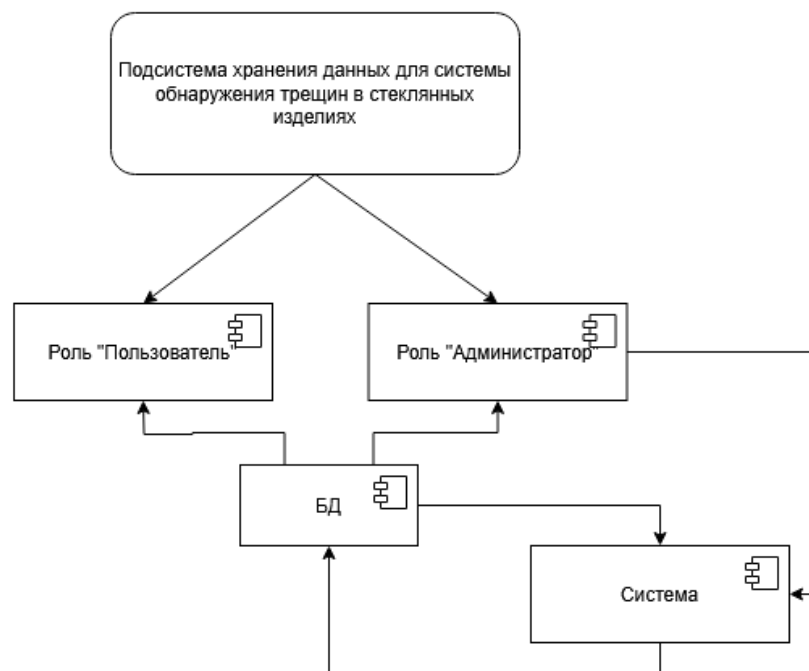 Подсистема хранения данных для системы
обнаружения трещин в стеклянных
изделиях
Роль "Пользователь"
Роль "Администратор"
БД
Система